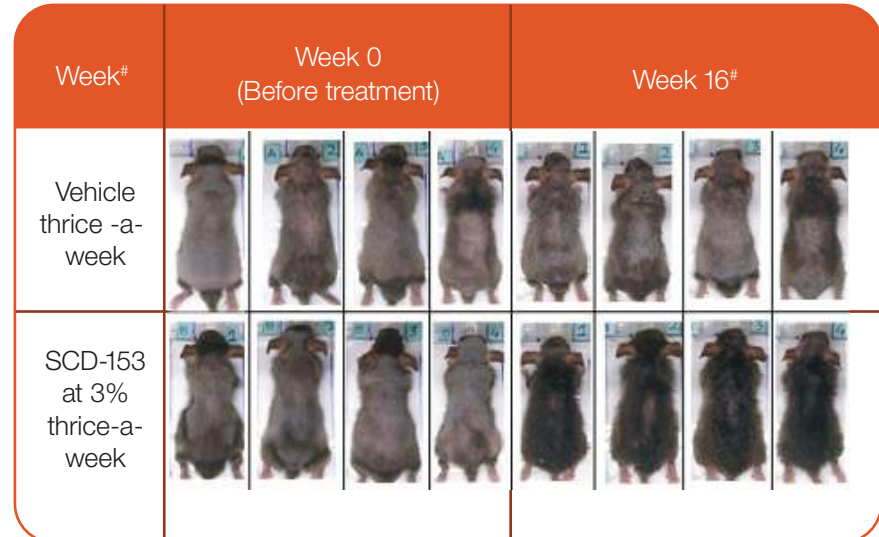 Week#
Week 0
(Before treatment)
Week 16#
Vehicle
thrice -a-
week
SCD-153
at 3%
thrice-a-
week